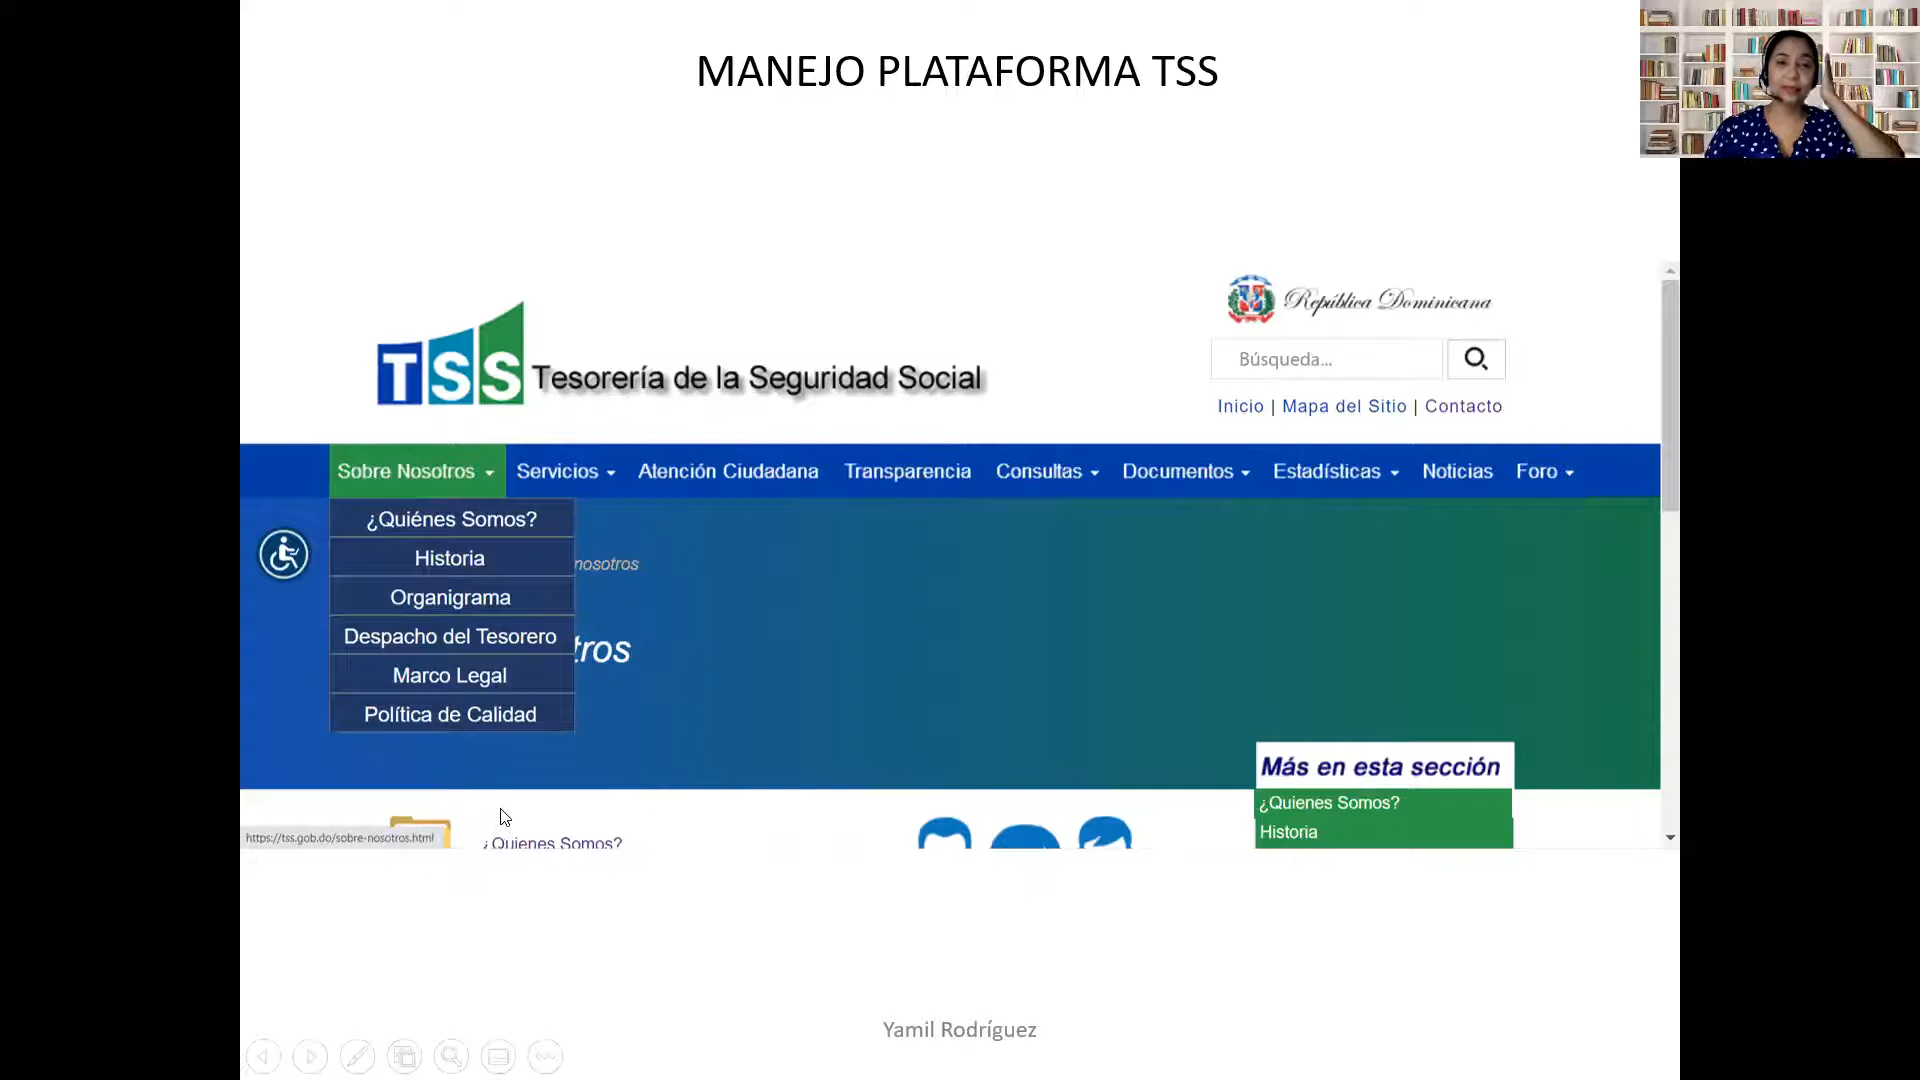 MANEJO PLATAFORMA TSS
República Dominicana
TSS Tesorería de la Seguridad Social
Búsqueda...
Inicio | Mapa del Sitio | Contacto
Sobre Nosotros Servicios Atención Ciudadana Transparencia Consultas Documentos Estadísticas Noticias Foro
¿Quiénes Somos?
Historia
nosotros
Organigrama
Despacho del Tesorero
tros
Marco Legal
Política de Calidad
Más en esta sección
¿Quienes Somos?
Historia
https://tss.gob.do/sobre-nosotros.html
¿Quienes Somos?
Yamil Rodríguez